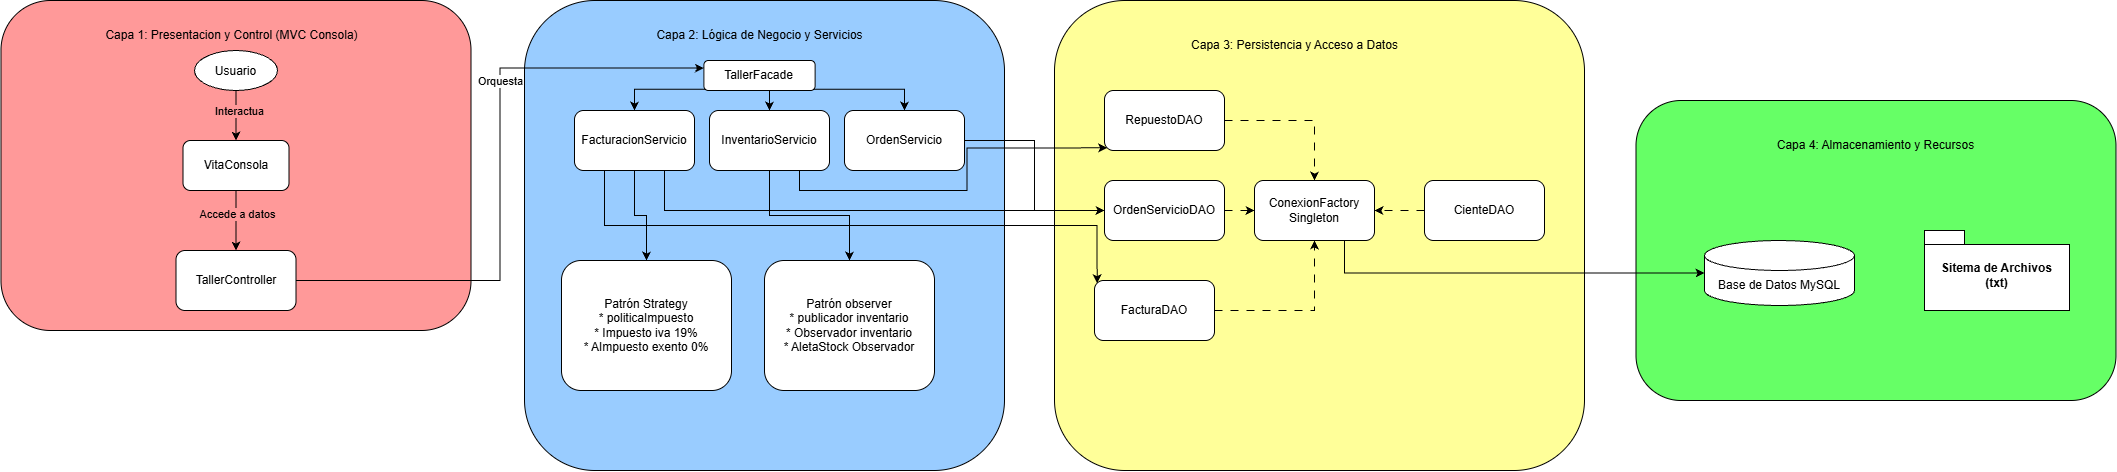 Capa 1: Presentacion y Control (MVC Consola)
Usuario
Interactua
VitaConsola
Accede a datos
TallerController
Orquesta
Capa 2: Lógica de Negocio y Servicios
TallerFacade
FacturacionServicio
InventarioServicio
OrdenServicio
Patrón Strategy
* politicaImpuesto
* Impuesto iva 19%
* AImpuesto exento 0%
Patrón observer
* publicador inventario
* Observador inventario
* AletaStock Observador
Capa 3: Persistencia y Acceso a Datos
RepuestoDAO
OrdenServicioDAO
ConexionFactory
Singleton
CienteDAO
FacturaDAO
Capa 4: Almacenamiento y Recursos
Base de Datos MySQL
Sitema de Archivos
(txt)